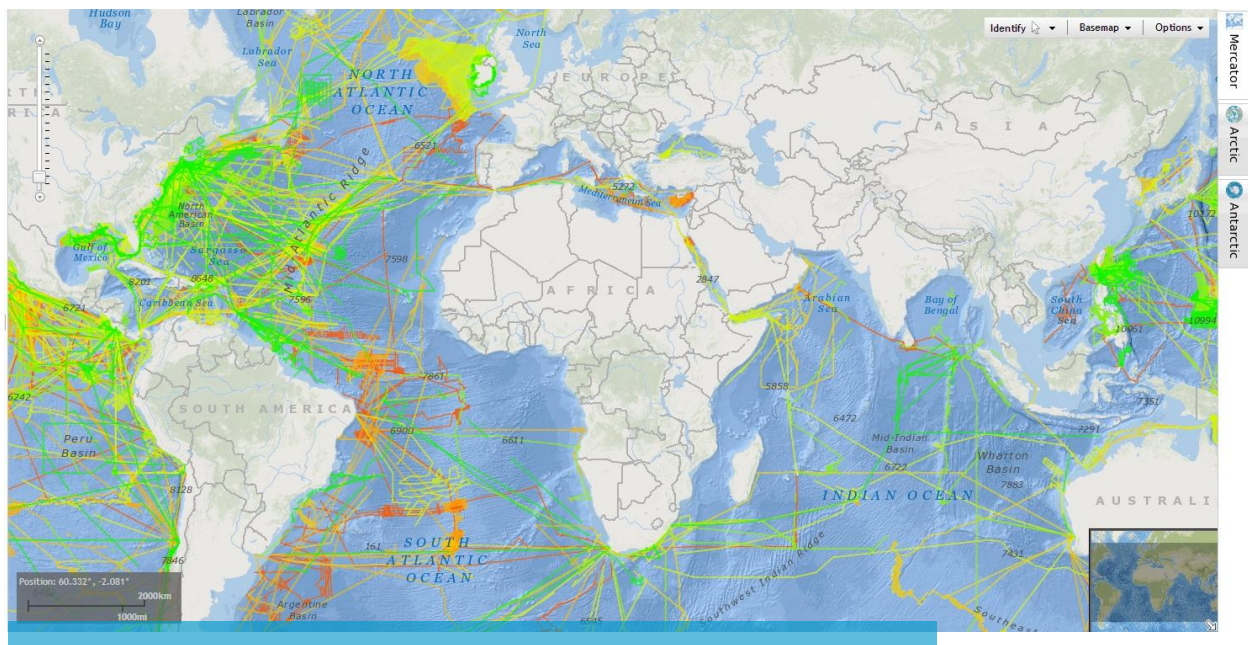 Hudson
Bay
Labrador
Basin
Labrador
Sea
North
Sea
Identify
Basemap
Options
Mercator
Arctic
Antarctic
NORTH
ATLANTIC
OCEAN
EUROPE
ASIA
6521
Mid Atlantic Ridge
5272
Mediterranean Sea
North
American
Basin
Gulf of
Mexico
Sargasso
Sea
7598
8201
8648
7596
Caribbean Sea
6721
AFRICA
2847
Arabian
Sea
Bay of
Bengal
South
China
Sea
10961
10994
6242
7861
5858
7351
SOUTH AMERICA
6900
6611
6472
7291
Peru
Basin
Mid-Indian
Basin
6722
Wharton
Basin
7883
8128
INDIAN OCEAN
AUSTRALI
7846
161
SOUTH
ATLANTIC
OCEAN
7431
Southwest Indian Ridge
Position: 60.332°, -2.081°
2000km
1000mi
Argentine
Basin
6545
Southeast